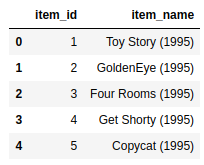 item_id item_name
0 1 Toy Story (1995)
1 2 GoldenEye (1995)
2 3 Four Rooms (1995)
3 4 Get Shorty (1995)
4 5 Copycat (1995)